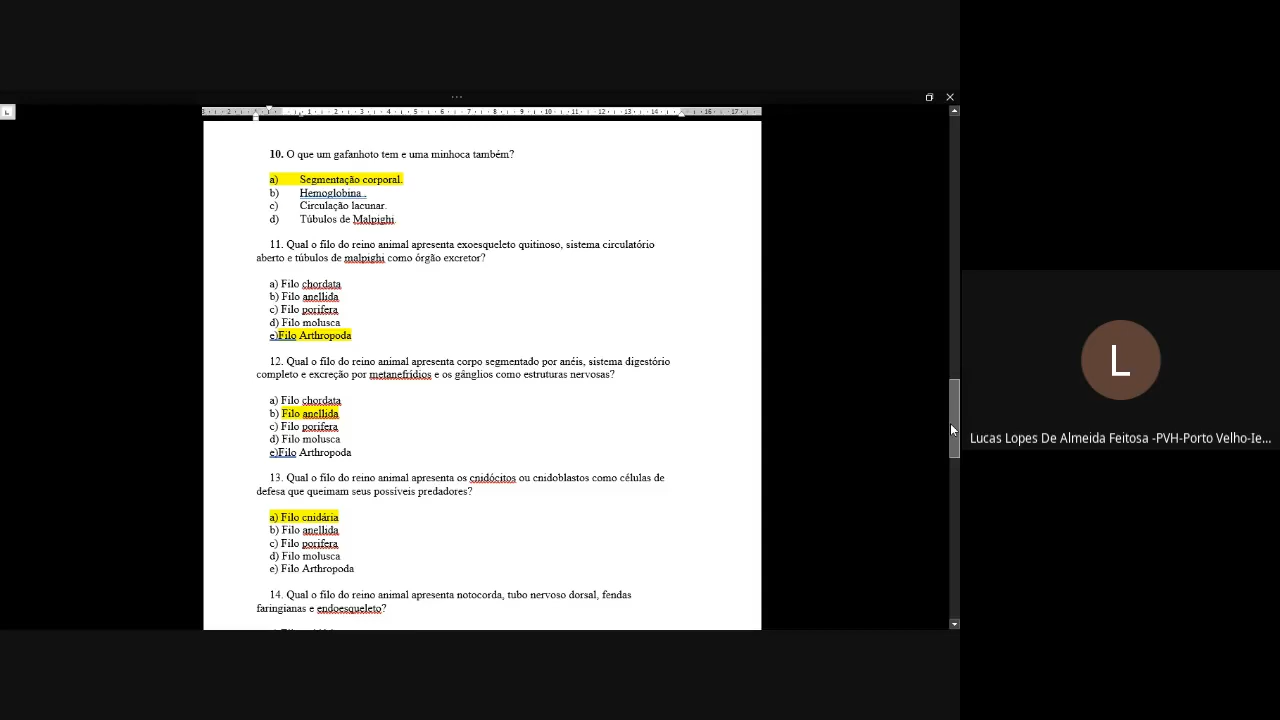 10. O que um gafanhoto tem e uma minhoca também?
a) Segmentação corporal.
b) Hemoglobina .
c) Circulação lacunar.
d) Túbulos de Malpighi.
11. Qual o filo do reino animal apresenta exoesqueleto quitinoso, sistema circulatório
aberto e túbulos de malpighi como órgão excretor?
a) Filo chordata
b) Filo anellida
c) Filo porifera
d) Filo molusca
e)Filo Arthropoda
12. Qual o filo do reino animal apresenta corpo segmentado por anéis, sistema digestório
completo e excreção por metanefrídios e os gânglios como estruturas nervosas?
a) Filo chordata
b) Filo anellida
c) Filo porifera
d) Filo molusca
e)Filo Arthropoda
13. Qual o filo do reino animal apresenta os cnidócitos ou cnidoblastos como células de
defesa que queimam seus possíveis predadores?
a) Filo cnidária
b) Filo anellida
c) Filo porifera
d) Filo molusca
e) Filo Arthropoda
14. Qual o filo do reino animal apresenta notocorda, tubo nervoso dorsal, fendas
faringianas e endoesqueleto?
L
Lucas Lopes De Almeida Feitosa -PVH-Porto Velho-Ie...